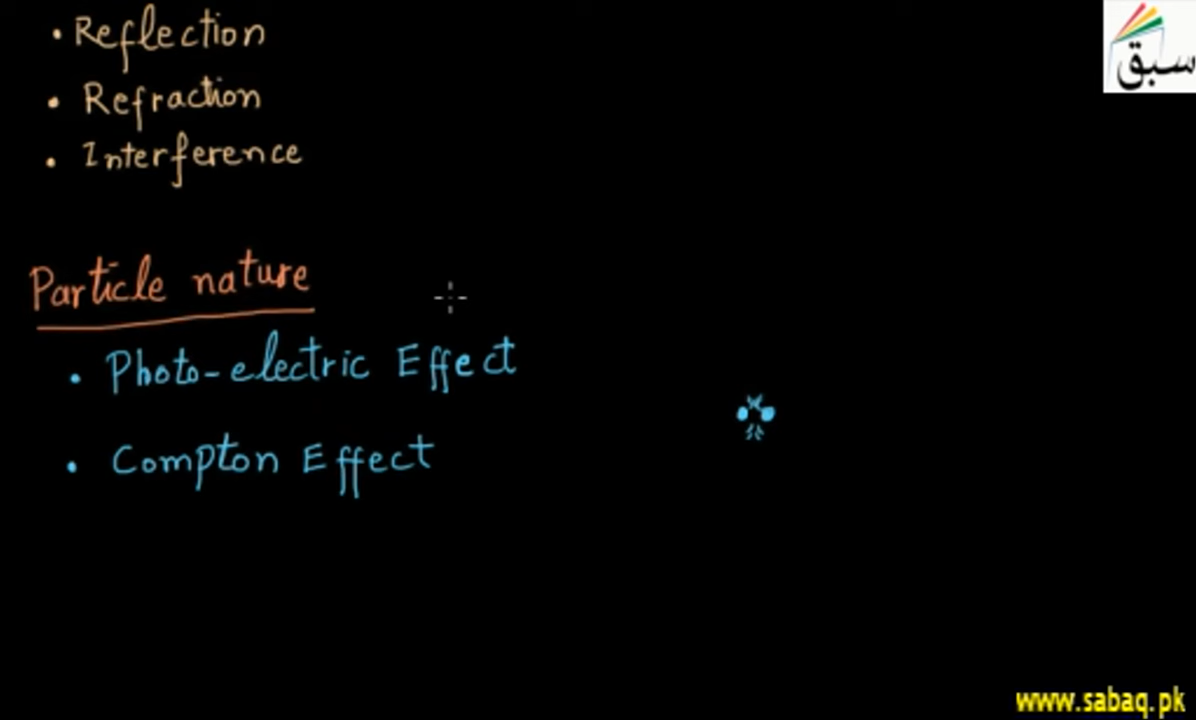 • Reflection
سبق
• Refraction
• Interference
Particle nature
• Photo-electric Effect
• Compton Effect
www.sabaq.pk